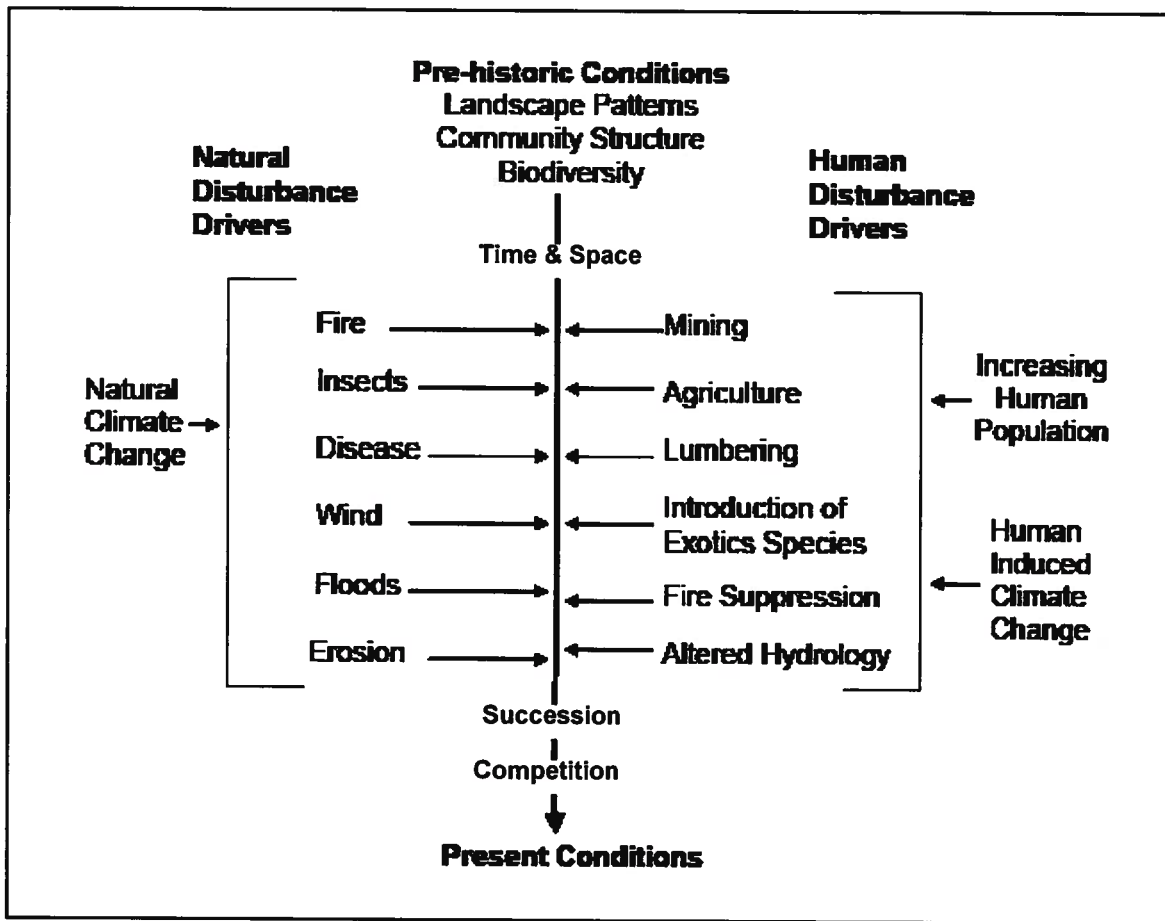 Pre-historic Conditions
Landscape Patterns
Community Structure
Biodiversity
Natural
Disturbance
Drivers
Human
Disturbance
Drivers
Time & Space
Fire
Insects
Disease
Wind
Floods
Erosion
Natural
Climate
Change
Mining
Agriculture
Lumbering
Introduction of
Exotics Species
Fire Suppression
Altered Hydrology
Increasing
Human
Population
Human
Induced
Climate
Change
Succession
Competition
Present Conditions